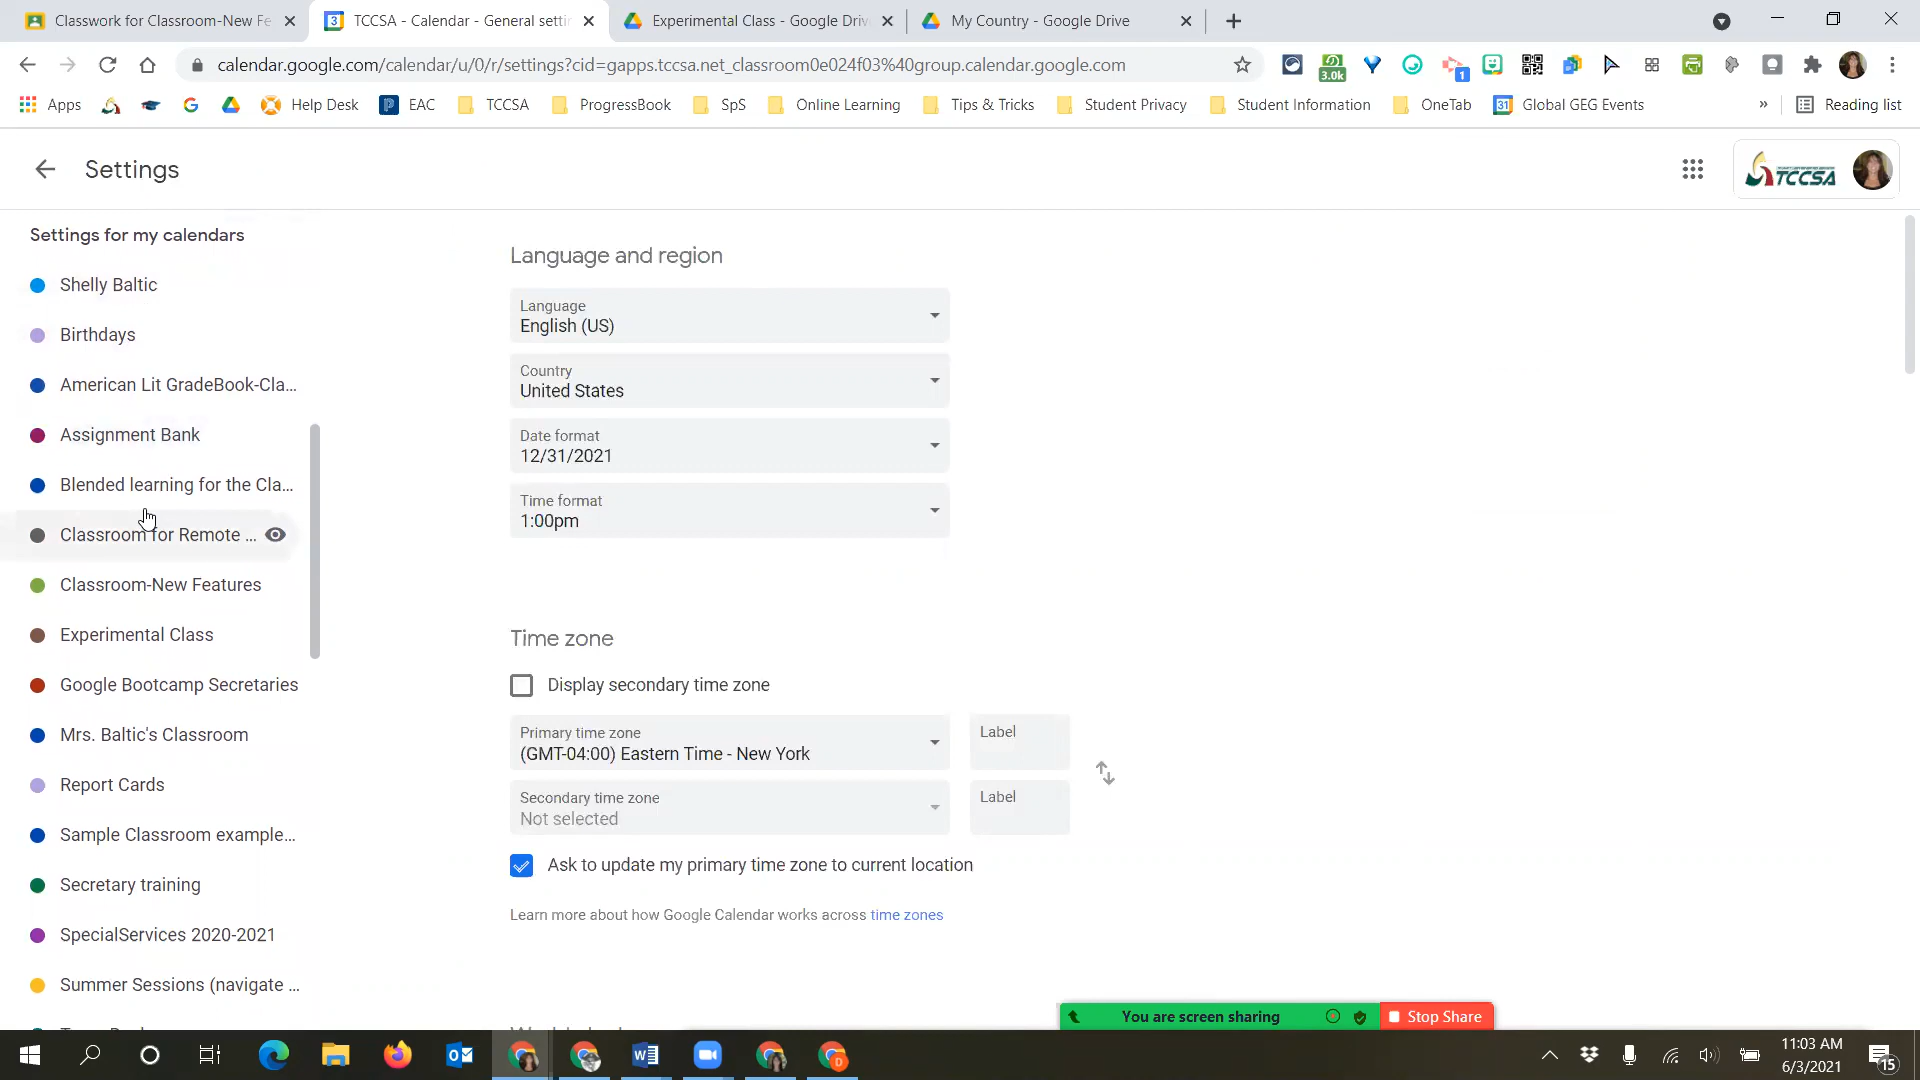 Classwork for Classroom-New Fe
TCCSA - Calendar - General setti
Experimental Class - Google Driv
My Country - Google Drive
calendar.google.com/calendar/u/0/r/settings?cid=gapps.tccsa.net_classroom0e024f03%40group.calendar.google.com
3.0k
1
Apps
Help Desk
EAC
TCCSA
ProgressBook
SpS
Online Learning
Tips & Tricks
Student Privacy
Student Information
OneTab
31
Global GEG Events
»
Reading list
Settings
TCCSA
Settings for my calendars
Shelly Baltic
Birthdays
American Lit GradeBook-Cla...
Assignment Bank
Blended learning for the Cla...
Classroom for Remote ...
Classroom-New Features
Experimental Class
Google Bootcamp Secretaries
Mrs. Baltic's Classroom
Report Cards
Sample Classroom example...
Secretary training
SpecialServices 2020-2021
Summer Sessions (navigate ...
Language and region
Language
English (US)
Country
United States
Date format
12/31/2021
Time format
1:00pm
Time zone
Display secondary time zone
Primary time zone
(GMT-04:00) Eastern Time - New York
Label
Secondary time zone
Not selected
Label
Ask to update my primary time zone to current location
Learn more about how Google Calendar works across time zones
You are screen sharing
Stop Share
11:03 AM
6/3/2021
15